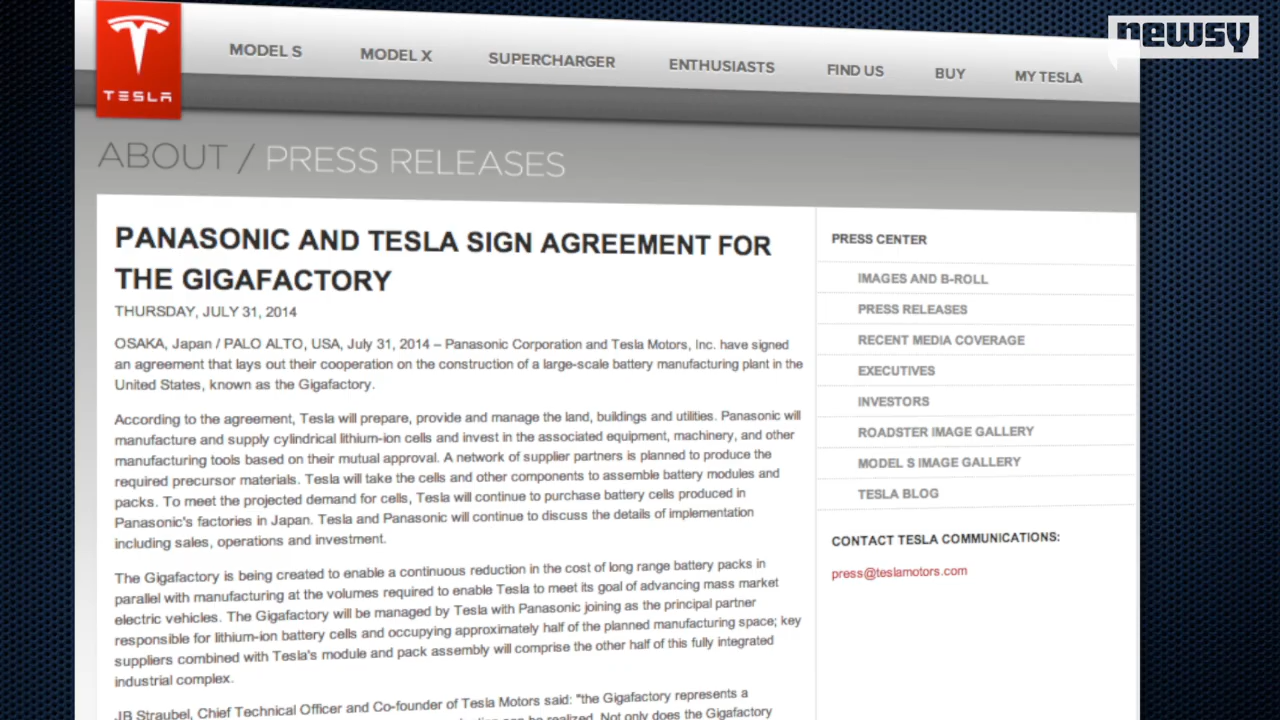 newsy
MODEL S MODEL X SUPERCHARGER ENTHUSIASTS FIND US BUY MY TESLA
TESLA
ABOUT / PRESS RELEASES
PANASONIC AND TESLA SIGN AGREEMENT FOR
THE GIGAFACTORY
THURSDAY, JULY 31, 2014
OSAKA, Japan / PALO ALTO, USA, July 31, 2014 – Panasonic Corporation and Tesla Motors, Inc. have signed
an agreement that lays out their cooperation on the construction of a large-scale battery manufacturing plant in the
United States, known as the Gigafactory.
According to the agreement, Tesla will prepare, provide and manage the land, buildings and utilities. Panasonic will
manufacture and supply cylindrical lithium-ion cells and invest in the associated equipment, machinery, and other
manufacturing tools based on their mutual approval. A network of supplier partners is planned to produce the
required precursor materials. Tesla will take the cells and other components to assemble battery modules and
packs. To meet the projected demand for cells, Tesla will continue to purchase battery cells produced in
Panasonic's factories in Japan. Tesla and Panasonic will continue to discuss the details of implementation
including sales, operations and investment.
The Gigafactory is being created to enable a continuous reduction in the cost of long range battery packs in
parallel with manufacturing at the volumes required to enable Tesla to meet its goal of advancing mass market
electric vehicles. The Gigafactory will be managed by Tesla with Panasonic joining as the principal partner
responsible for lithium-ion battery cells and occupying approximately half of the planned manufacturing space; key
suppliers combined with Tesla's module and pack assembly will comprise the other half of this fully integrated
industrial complex.
JB Straubel, Chief Technical Officer and Co-founder of Tesla Motors said: "the Gigafactory represents a
can be realized. Not only does the Gigafactory
PRESS CENTER
IMAGES AND B-ROLL
PRESS RELEASES
RECENT MEDIA COVERAGE
EXECUTIVES
INVESTORS
ROADSTER IMAGE GALLERY
MODEL S IMAGE GALLERY
TESLA BLOG
CONTACT TESLA COMMUNICATIONS:
press@teslamotors.com